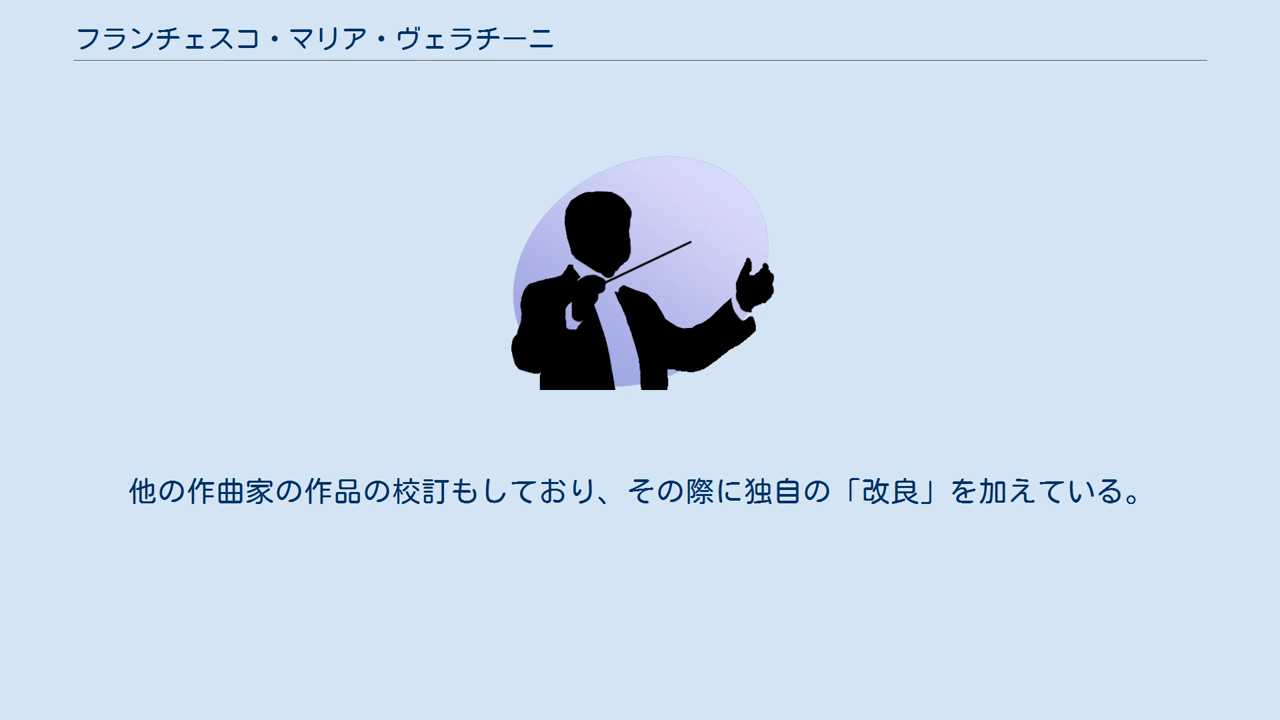 フランチェスコ・マリア・ヴェラチーニ
他の作曲家の作品の校訂もしており、その際に独自の「改良」を加えている。